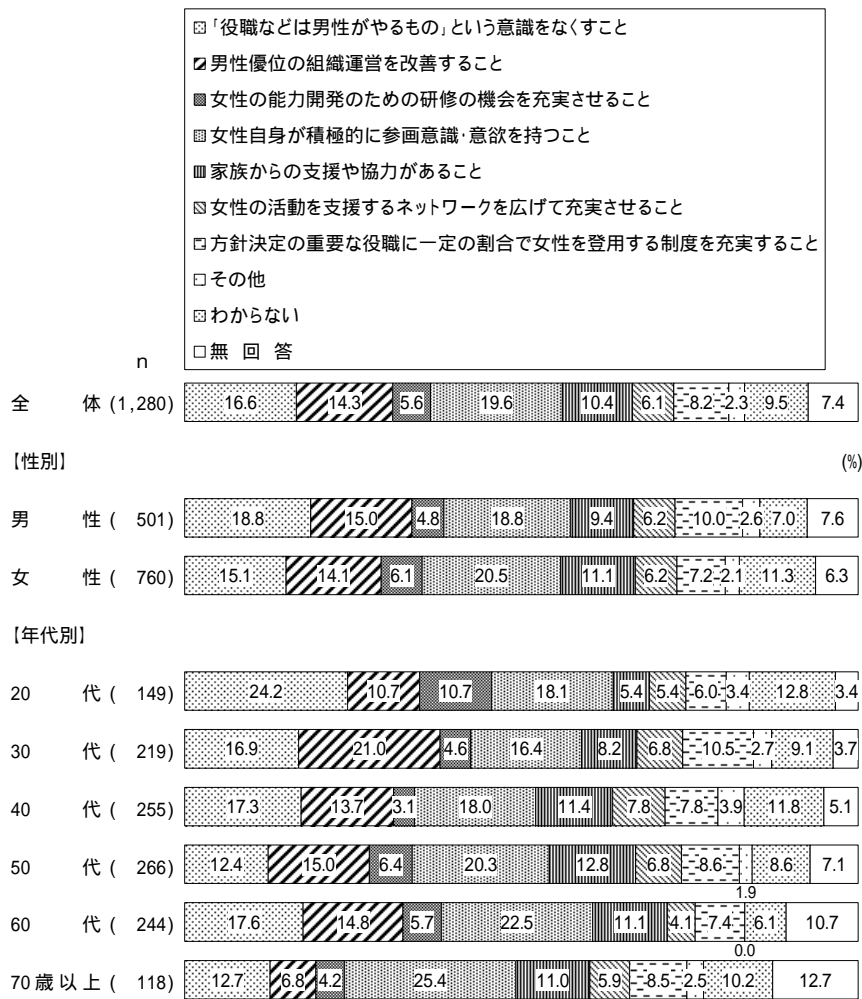 「役職などは男性がやるもの」という意識をなくすこと
男性優位の組織運営を改善すること
女性の能力開発のための研修の機会を充実させること
女性自身が積極的に参画意識・意欲を持つこと
家族からの支援や協力があること
女性の活動を支援するネットワークを広げて充実させること
方針決定の重要な役職に一定の割合で女性を登用する制度を充実すること
その他
わからない
無 回 答
n
全 体 (1,280) 16.6 14.3 5.6 19.6 10.4 6.1 8.2 2.3 9.5 7.4
【性別】 (%)
男 性 ( 501) 18.8 15.0 4.8 18.8 9.4 6.2 10.0 2.6 7.0 7.6
女 性 ( 760) 15.1 14.1 6.1 20.5 11.1 6.2 7.2 2.1 11.3 6.3
【年代別】
20 代 ( 149) 24.2 10.7 10.7 18.1 5.4 5.4 6.0 3.4 12.8 3.4
30 代 ( 219) 16.9 21.0 4.6 16.4 8.2 6.8 10.5 2.7 9.1 3.7
40 代 ( 255) 17.3 13.7 3.1 18.0 11.4 7.8 7.8 3.9 11.8 5.1
50 代 ( 266) 12.4 15.0 6.4 20.3 12.8 6.8 8.6 8.6 7.1
1.9
60 代 ( 244) 17.6 14.8 5.7 22.5 11.1 4.1 7.4 6.1 10.7
0.0
70歳以上 ( 118) 12.7 6.8 4.2 25.4 11.0 5.9 8.5 2.5 10.2 12.7